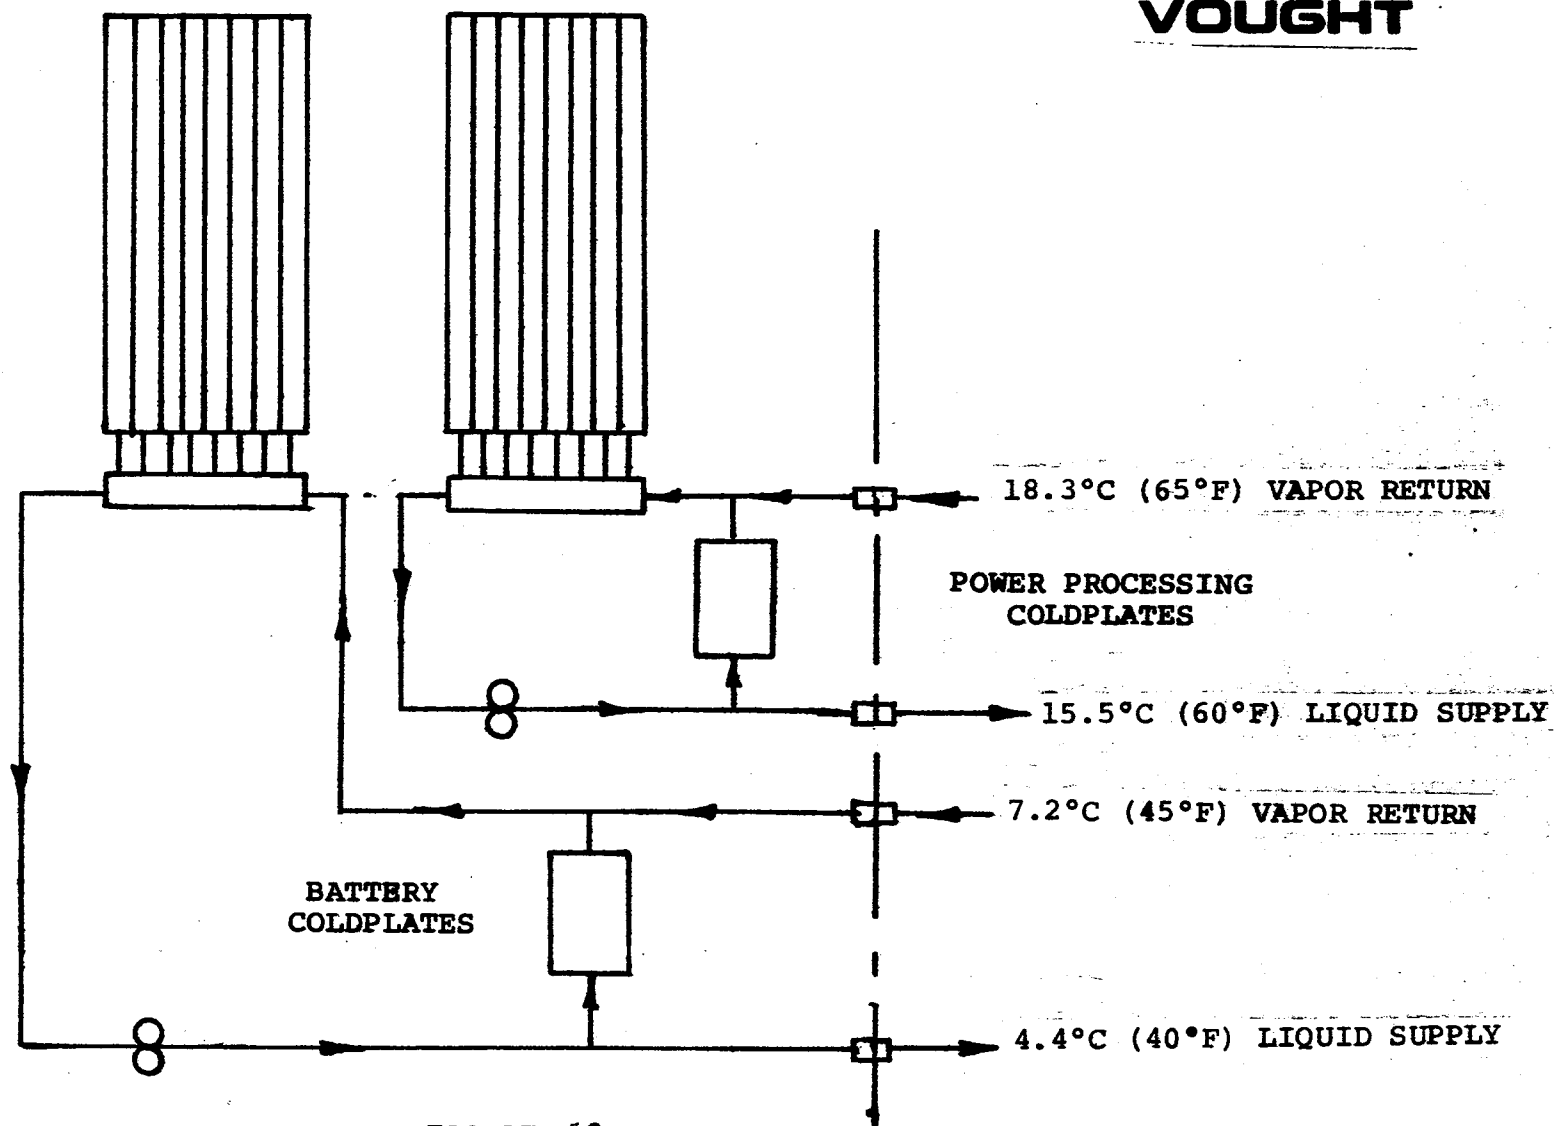 VOUGHT
18.3°C (65°F) VAPOR RETURN
POWER PROCESSING
COLDPLATES
15.5°C (60°F) LIQUID SUPPLY
7.2°C (45°F) VAPOR RETURN
BATTERY
COLDPLATES
4.4°C (40°F) LIQUID SUPPLY